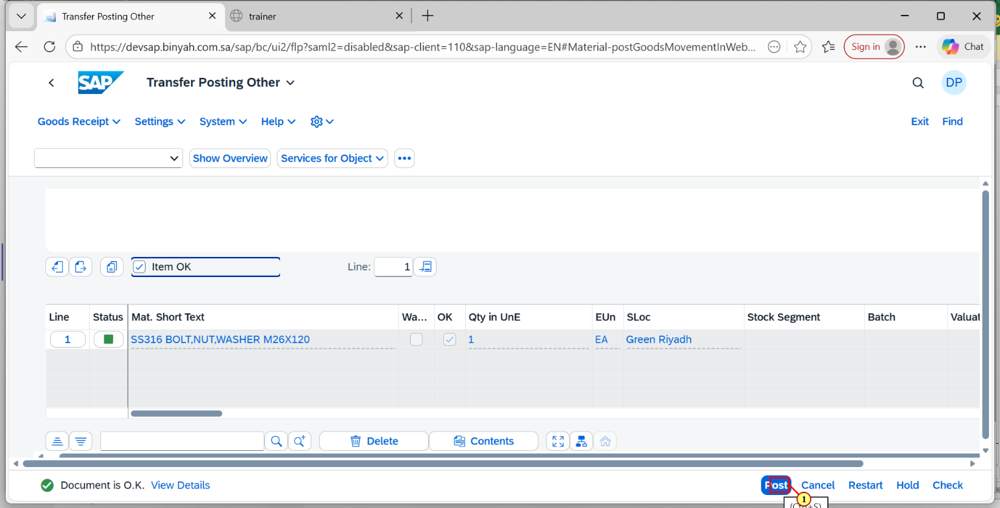 Transfer Posting Other
trainer
https://devsap.binyah.com.sa/sap/bc/ui2/flp?saml2=disabled&sap-client=110&sap-language=EN#Material-postGoodsMovementInWeb...
Sign in
Chat
SAP
Transfer Posting Other
DP
Goods Receipt
Settings
System
Help
Exit
Find
Show Overview
Services for Object
Item OK
Line:
1
Line Status Mat. Short Text Wa... OK Qty in UnE EUn SLoc Stock Segment Batch Valuat
1 SS316 BOLT,NUT,WASHER M26X120 1 EA Green Riyadh
Delete
Contents
Document is O.K. View Details
Post Cancel Restart Hold Check
1